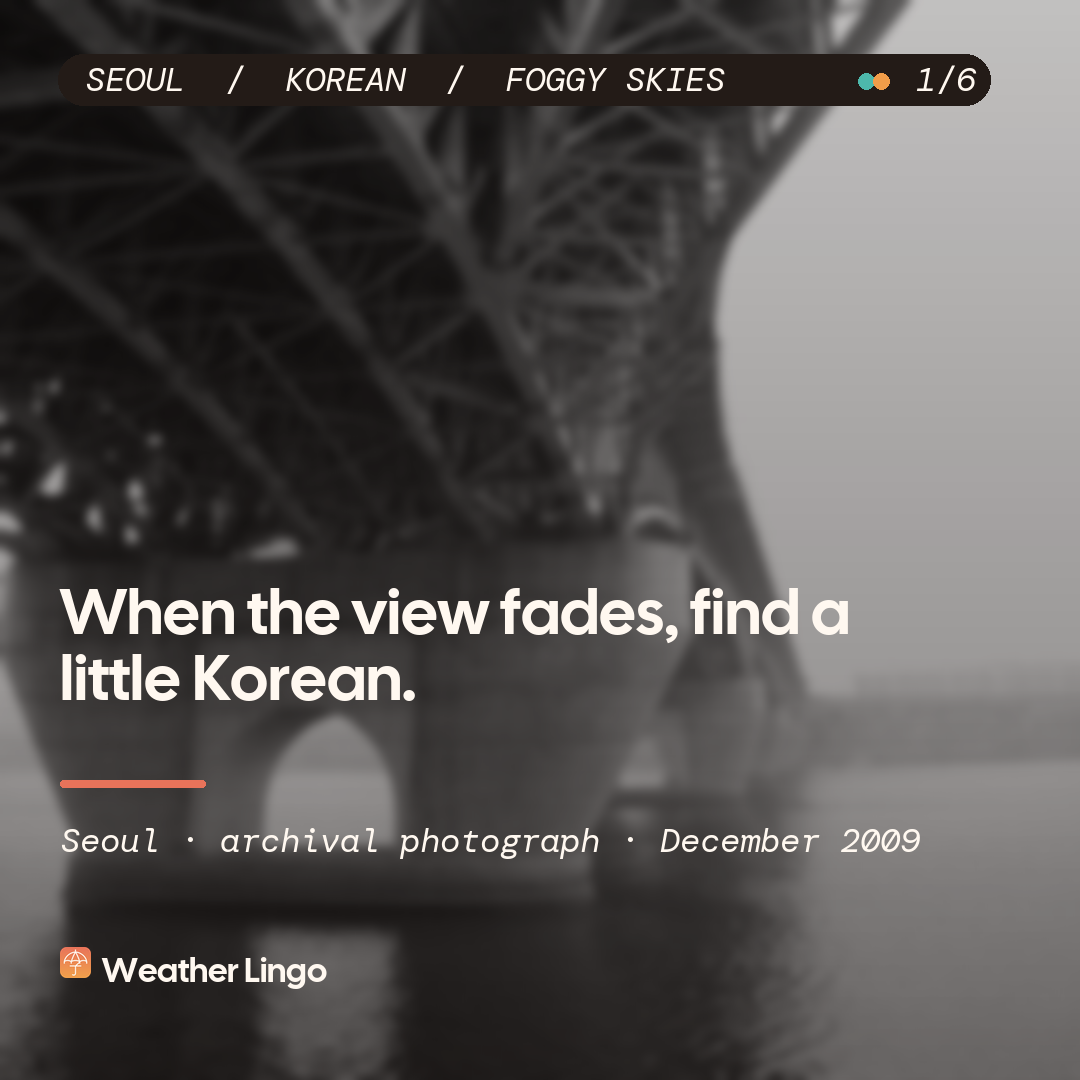 SEOUL / KOREAN / FOGGY SKIES 1/6
When the view fades, find a
little Korean.
Seoul · archival photograph · December 2009
Weather Lingo